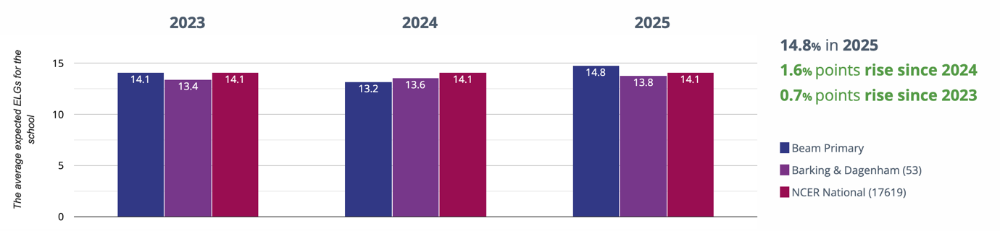 2023
2024
2025
The average expected ELGs for the
school
15
10
5
0
14.1
13.4
14.1
13.2
13.6
14.1
14.8
13.8
14.1
14.8% in 2025
1.6% points rise since 2024
0.7% points rise since 2023
Beam Primary
Barking & Dagenham (53)
NCER National (17619)